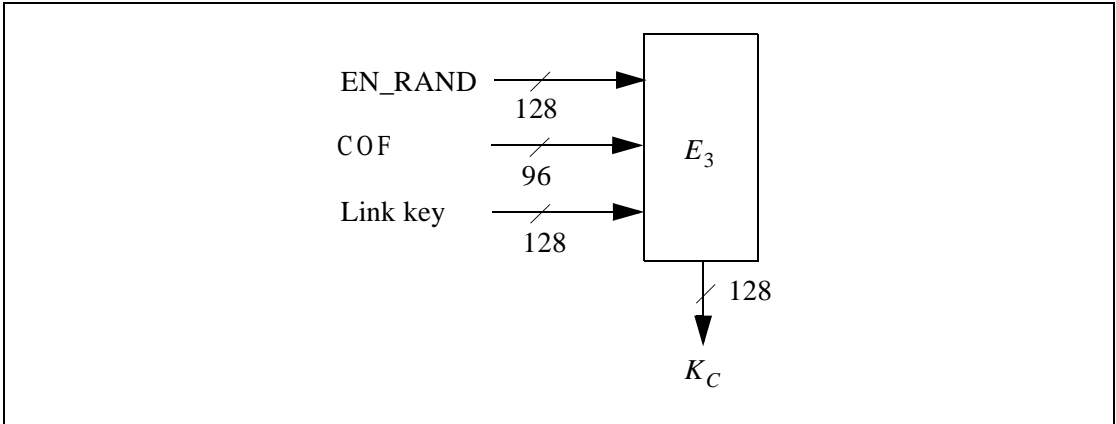 EN_RAND
128
COF
96
Link key
128
E3
128
KC